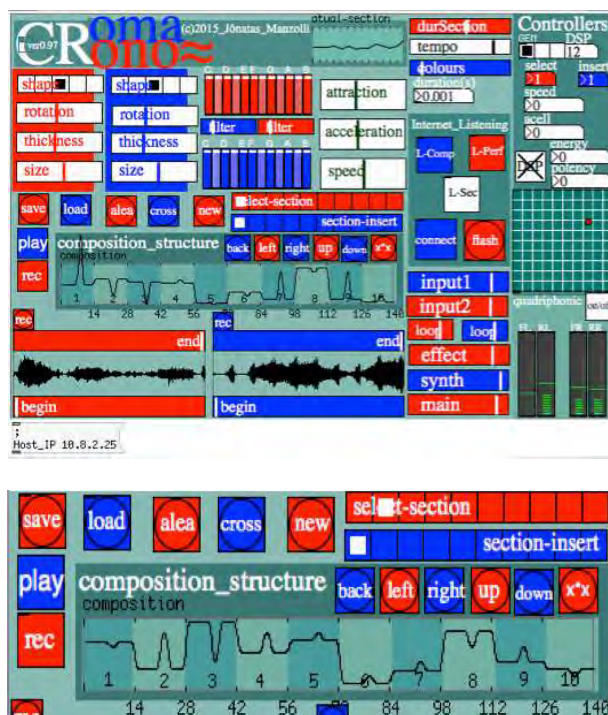 CRomaCRono≈
ver0.97
(c)2015_Jônatas_Manzolli
atual-section
durSection
tempo
colours
duration(s)
0.001
Controllers
DSP
12
select
insert
1
1
speed
0
acell
0
energy
0
potency
0
DSP
shape
rotation
thickness
size
shape
rotation
thickness
size
C D E F G A B
filter
filter
C D E F G A B
attraction
acceleration
speed
Internet_Listening
L-Comp
L-Perf
L-Sec
connect
flash
save
load
alea
cross
new
select-section
section-insert
play
composition_structure
back
left
right
up
down
x*x
composition
rec
1 2 3 4 5 6 7 8 9 10
14 28 42 56 84 98 112 126 140
rec
rec
end
end
begin
begin
input1
input2
loop
loop
effect
synth
main
quadriphonic
on/off
FL RL FR RR
;
Host_IP 10.8.2.25
save
load
alea
cross
new
select-section
section-insert
play
composition_structure
back
left
right
up
down
x*x
composition
rec
1 2 3 4 5 6 7 8 9 10
14 28 42 56 84 98 112 126 140